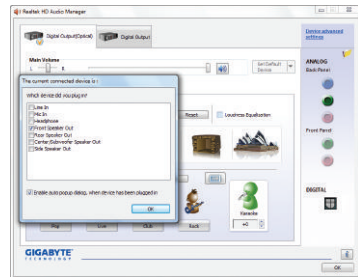 Realtek HD Audio Manager
Digital Output(Optical)
Digital Output
Device advanced
settings
Main Volume
L
R
Set Default
Device
ANALOG
Back Panel
The current connected device is :
Which device did you plug in?
Line In
Mic In
Headphone
Front Speaker Out
Rear Speaker Out
Center/Subwoofer Speaker Out
Side Speaker Out
Enable auto popup dialog, when device has been plugged in
OK
Reset
Loudness Equalization
Front Panel
DIGITAL
Karaoke
+0
Pop
Live
Club
Rock
GIGABYTE
TECHNOLOGY
OK